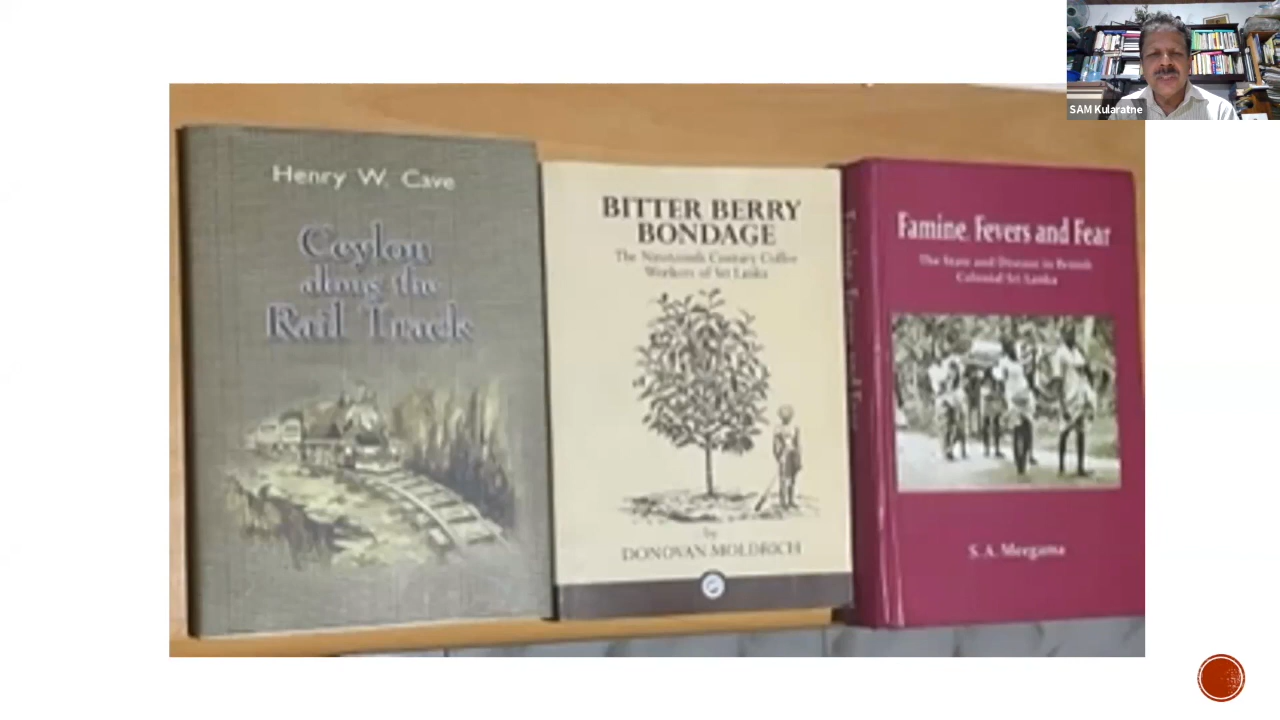 SAM Kularatne
Henry W. Cave
Ceylon
along the
Rail Track
BITTER BERRY
BONDAGE
The Nineteenth Century Coffee
Workers of Sri Lanka
by
DONOVAN MOLDRICH
Famine, Fevers and Fear
The State and Disease in British
Colonial Sri Lanka
S. A. Meegama